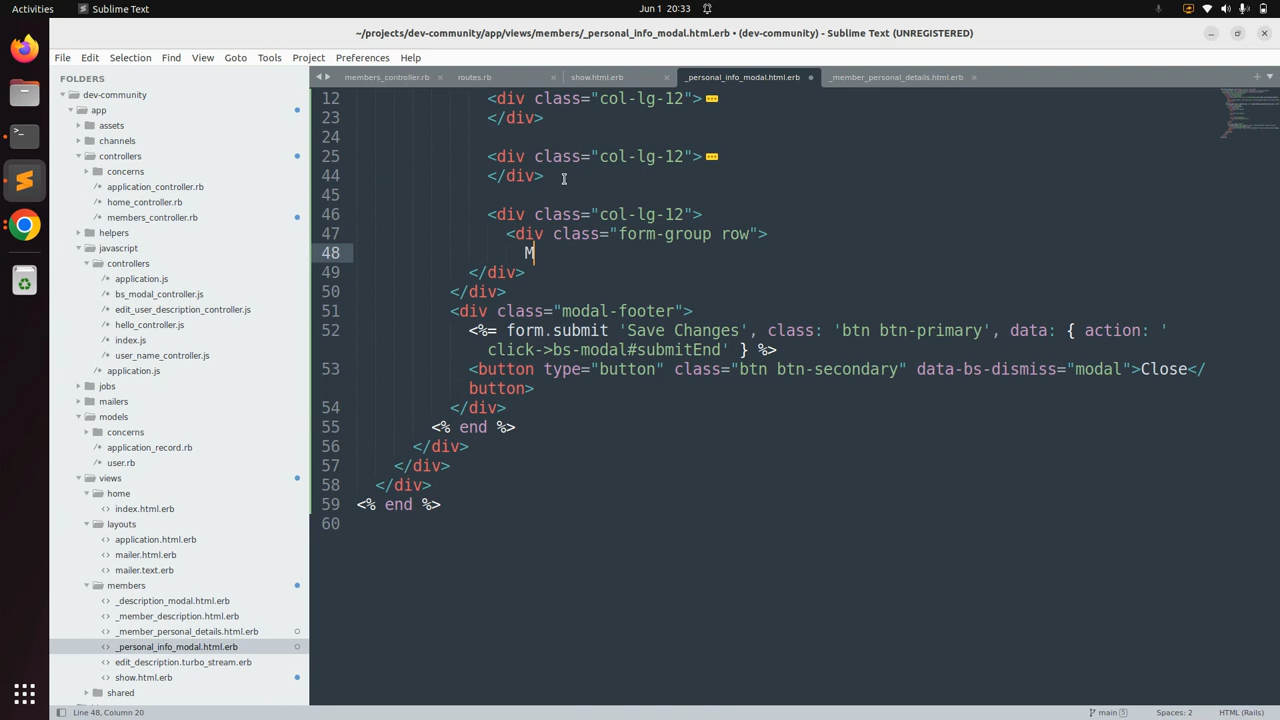 Activities
Sublime Text
Jun 1 20:33
~/projects/dev-community/app/views/members/_personal_info_modal.html.erb • (dev-community) - Sublime Text (UNREGISTERED)
File Edit Selection Find View Goto Tools Project Preferences Help
FOLDERS
dev-community
app
assets
channels
controllers
concerns
application_controller.rb
home_controller.rb
members_controller.rb
helpers
javascript
controllers
application.js
bs_modal_controller.js
edit_user_description_controller.js
hello_controller.js
index.js
user_name_controller.js
application.js
jobs
mailers
models
concerns
application_record.rb
user.rb
views
home
index.html.erb
layouts
application.html.erb
mailer.html.erb
mailer.text.erb
members
_description_modal.html.erb
_member_description.html.erb
_member_personal_details.html.erb
_personal_info_modal.html.erb
edit_description.turbo_stream.erb
show.html.erb
shared
members_controller.rb
routes.rb
show.html.erb
_personal_info_modal.html.erb
_member_personal_details.html.erb
12 <div class="col-lg-12">
23 </div>
24
25 <div class="col-lg-12">
44 </div>
45
46 <div class="col-lg-12">
47 <div class="form-group row">
48 M
49 </div>
50 </div>
51 <div class="modal-footer">
52 <%= form.submit 'Save Changes', class: 'btn btn-primary', data: { action: '
click->bs-modal#submitEnd' } %>
53 <button type="button" class="btn btn-secondary" data-bs-dismiss="modal">Close</
button>
54 </div>
55 <% end %>
56 </div>
57 </div>
58 </div>
59 <% end %>
60
Line 48, Column 20
main 5
Spaces: 2
HTML (Rails)